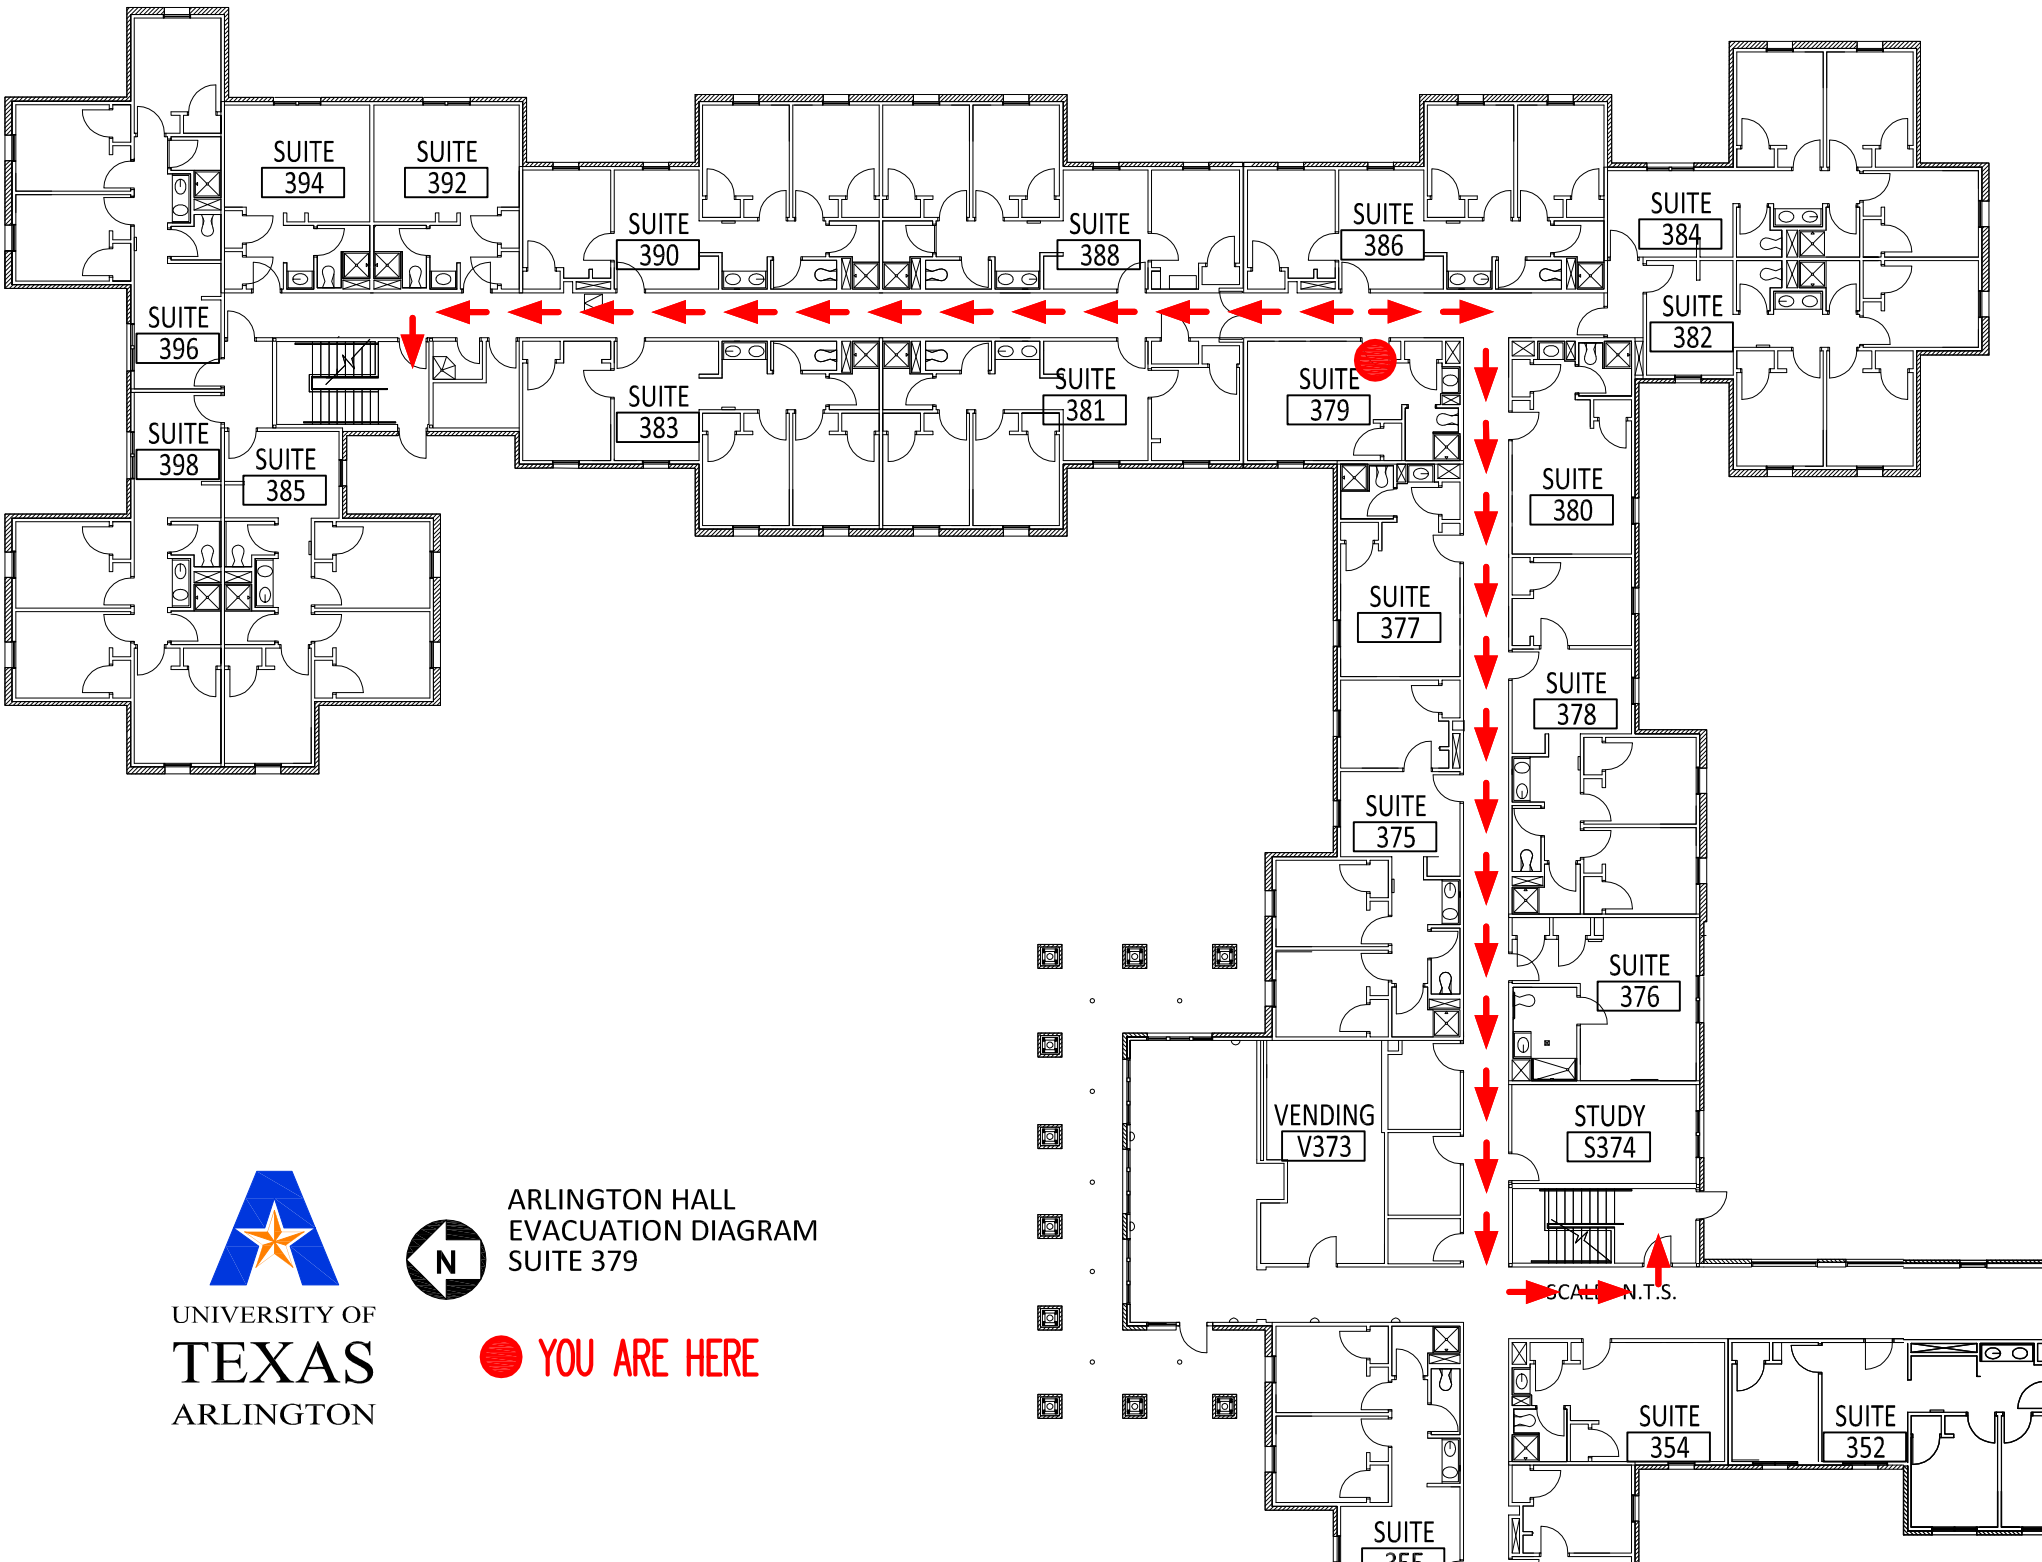 SUITE
394
SUITE
392
SUITE
390
SUITE
388
SUITE
386
SUITE
384
SUITE
382
SUITE
396
SUITE
398
SUITE
385
SUITE
383
SUITE
381
SUITE
379
SUITE
380
SUITE
377
SUITE
378
SUITE
375
SUITE
376
VENDING
V373
STUDY
S374
SCALE N.T.S.
SUITE
354
SUITE
352
SUITE
355
UNIVERSITY OF
TEXAS
ARLINGTON
N
ARLINGTON HALL
EVACUATION DIAGRAM
SUITE 379
YOU ARE HERE